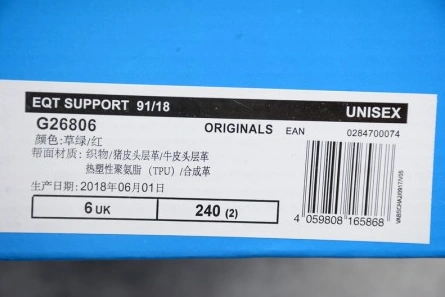 EQT SUPPORT 91/18 UNISEX
G26806 ORIGINALS EAN 0284700074
颜色:草绿/红
帮面材质: 织物/猪皮头层革/牛皮头层革
热塑性聚氨酯 (TPU) /合成革
生产日期:2018年06月01日
6 UK 240 (2)
4 059808 165868